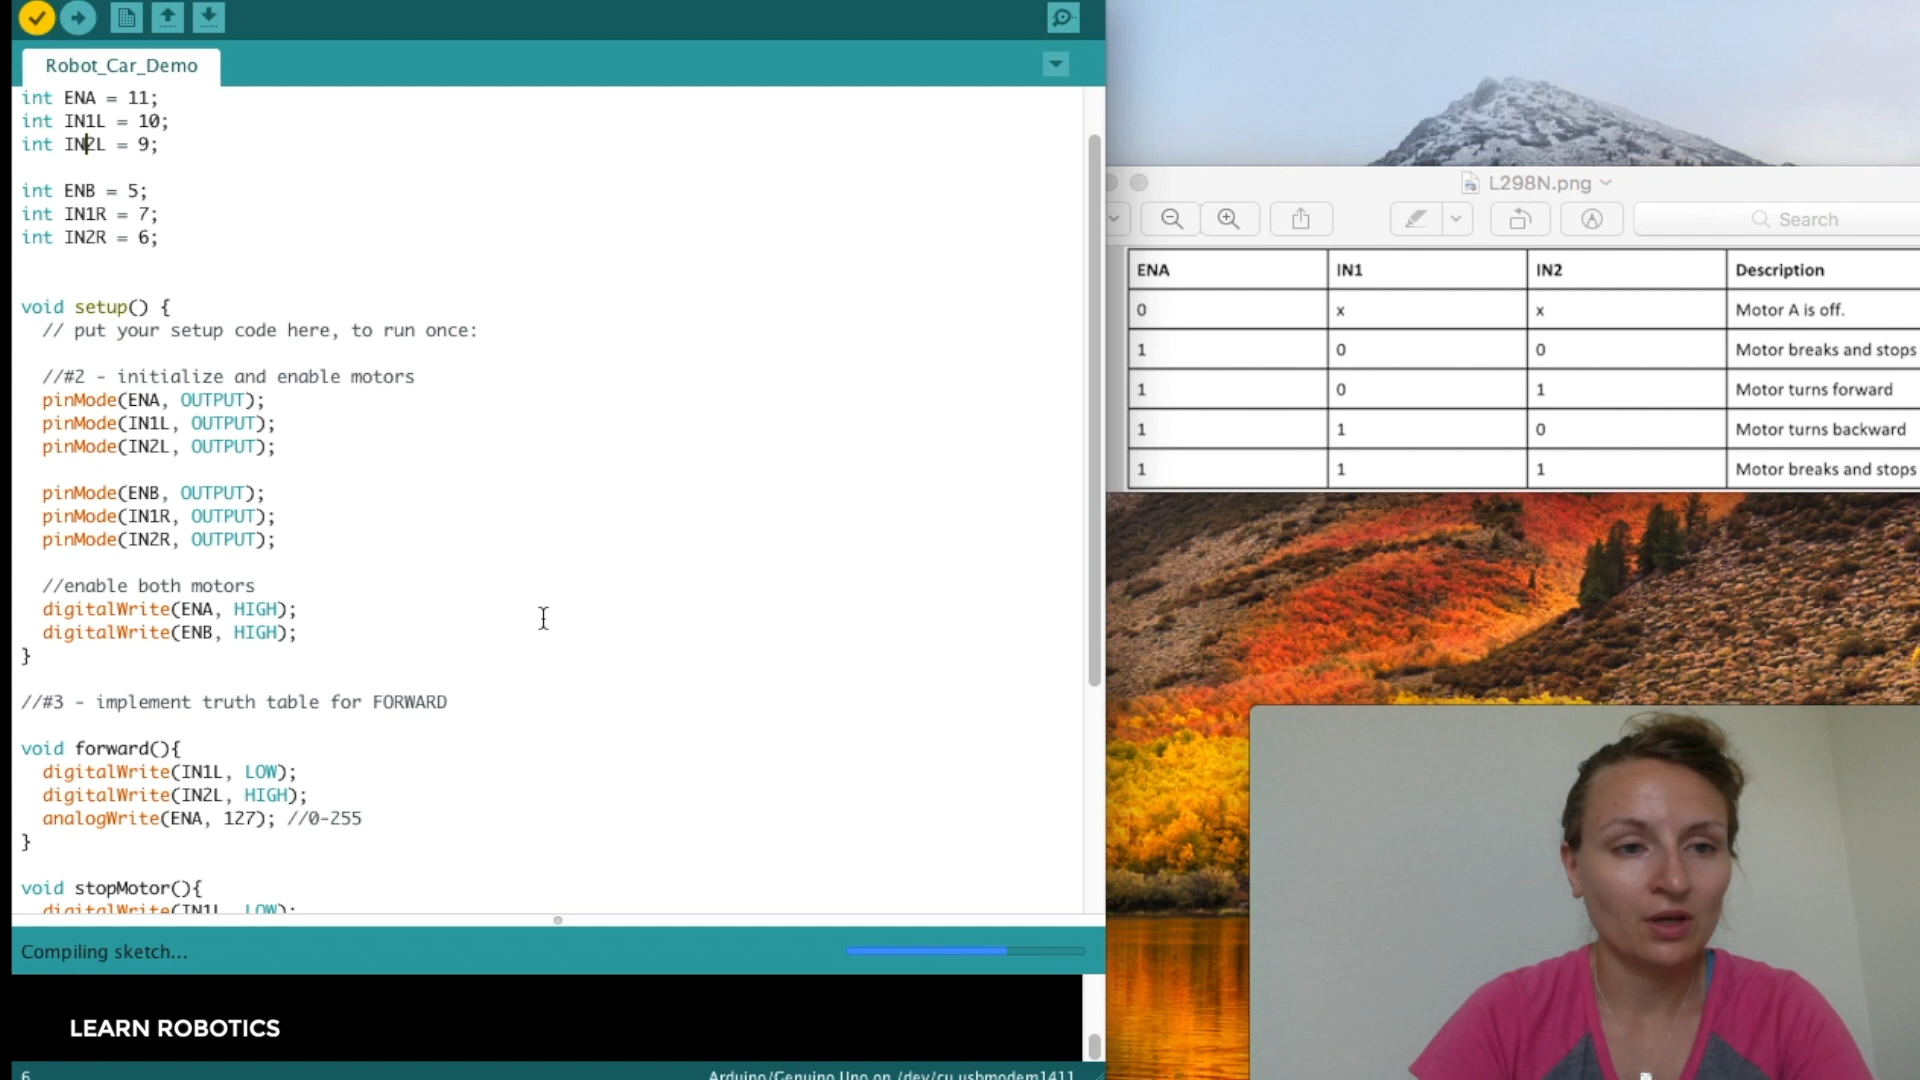 Robot_Car_Demo
int ENA = 11;
int IN1L = 10;
int IN2L = 9;
int ENB = 5;
int IN1R = 7;
int IN2R = 6;
void setup() {
// put your setup code here, to run once:
//#2 - initialize and enable motors
pinMode(ENA, OUTPUT);
pinMode(IN1L, OUTPUT);
pinMode(IN2L, OUTPUT);
pinMode(ENB, OUTPUT);
pinMode(IN1R, OUTPUT);
pinMode(IN2R, OUTPUT);
//enable both motors
digitalWrite(ENA, HIGH);
digitalWrite(ENB, HIGH);
}
//#3 - implement truth table for FORWARD
void forward(){
digitalWrite(IN1L, LOW);
digitalWrite(IN2L, HIGH);
analogWrite(ENA, 127); //0-255
}
void stopMotor(){
digitalWrite(IN1L, LOW);
Compiling sketch...
LEARN ROBOTICS
6
Arduino/Genuino Uno on /dev/cu.usbmodem1411
L298N.png
Search
ENA IN1 IN2 Description
0 x x Motor A is off.
1 0 0 Motor breaks and stops
1 0 1 Motor turns forward
1 1 0 Motor turns backward
1 1 1 Motor breaks and stops